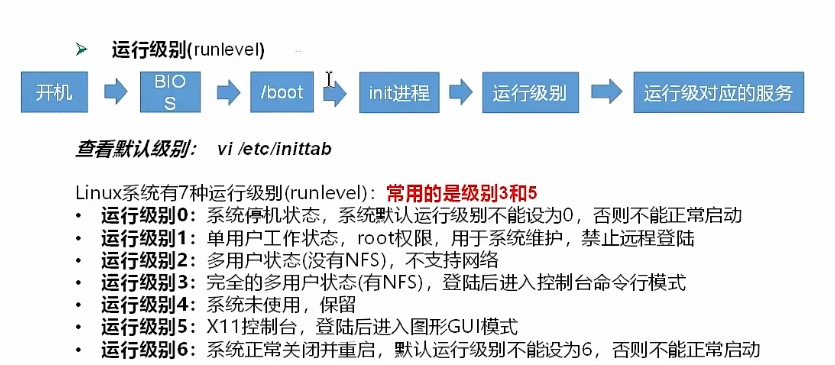 ➢ 运行级别(runlevel)
开机
BIO
S
/boot
init进程
运行级别
运行级对应的服务
查看默认级别： vi /etc/inittab
Linux系统有7种运行级别(runlevel)：常用的是级别3和5
• 运行级别0：系统停机状态，系统默认运行级别不能设为0，否则不能正常启动
• 运行级别1：单用户工作状态，root权限，用于系统维护，禁止远程登陆
• 运行级别2：多用户状态(没有NFS)，不支持网络
• 运行级别3：完全的多用户状态(有NFS)，登陆后进入控制台命令行模式
• 运行级别4：系统未使用，保留
• 运行级别5：X11控制台，登陆后进入图形GUI模式
• 运行级别6：系统正常关闭并重启，默认运行级别不能设为6，否则不能正常启动